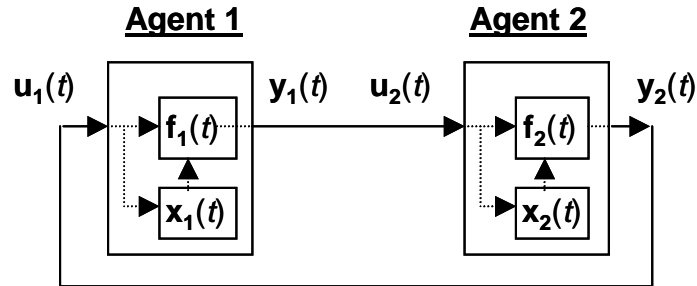 Agent 1 Agent 2
u₁(t) y₁(t) u₂(t) y₂(t)
f₁(t) f₂(t)
x₁(t) x₂(t)